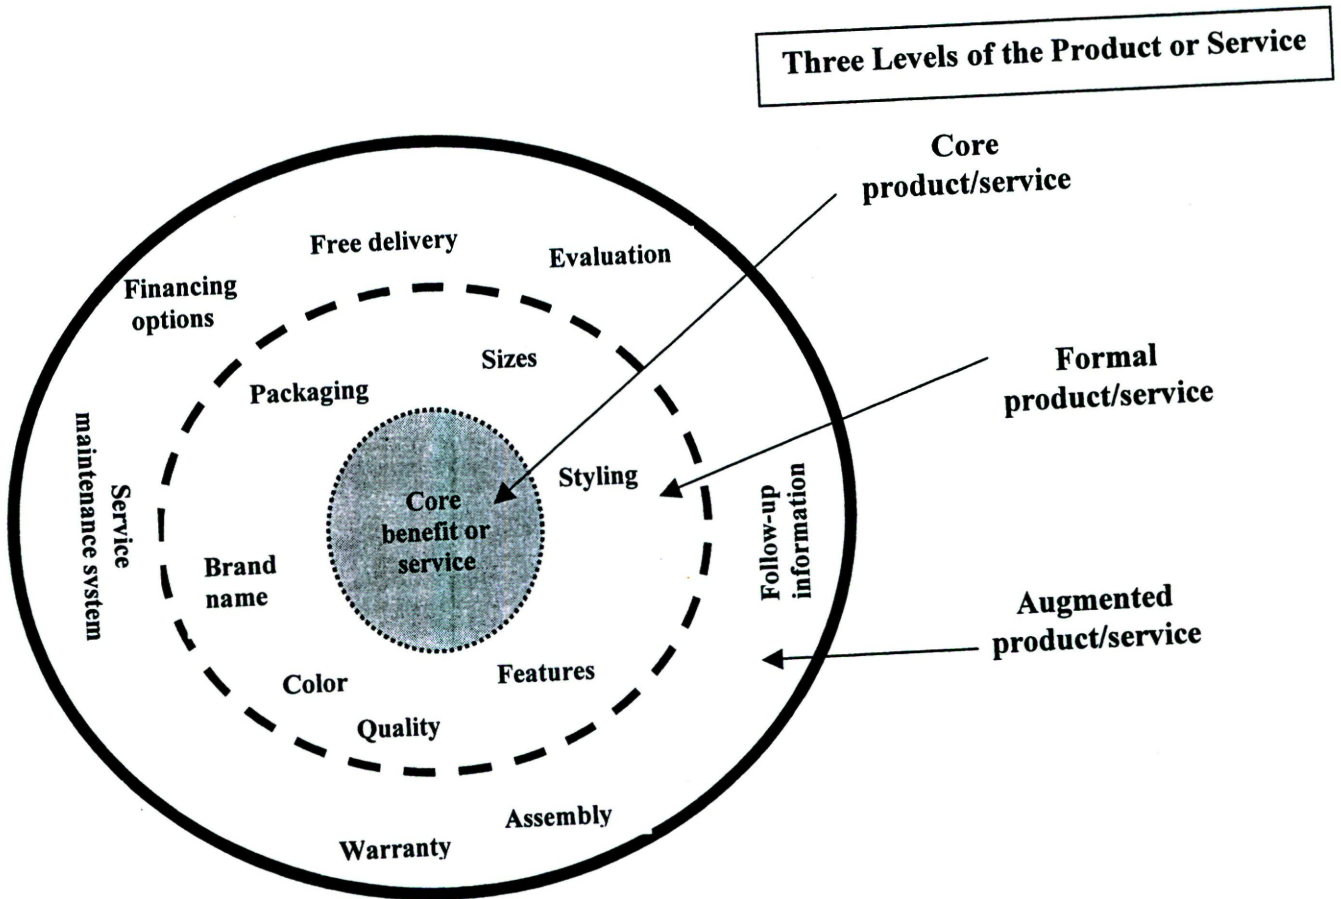 Three Levels of the Product or Service
Core
product/service
Free delivery
Evaluation
Financing
options
Sizes
Packaging
Formal
product/service
Styling
Core
benefit or
service
Service
maintenance system
Follow-up
information
Brand
name
Augmented
product/service
Features
Color
Quality
Assembly
Warranty